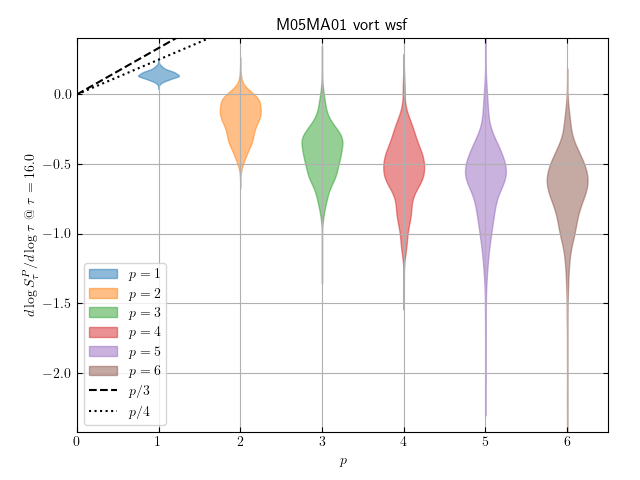 M05MA01 vort wsf
d log S_τ^P / d log τ @ τ = 16.0
0.0
−0.5
−1.0
−1.5
−2.0
p = 1
p = 2
p = 3
p = 4
p = 5
p = 6
p/3
p/4
0 1 2 3 4 5 6
p